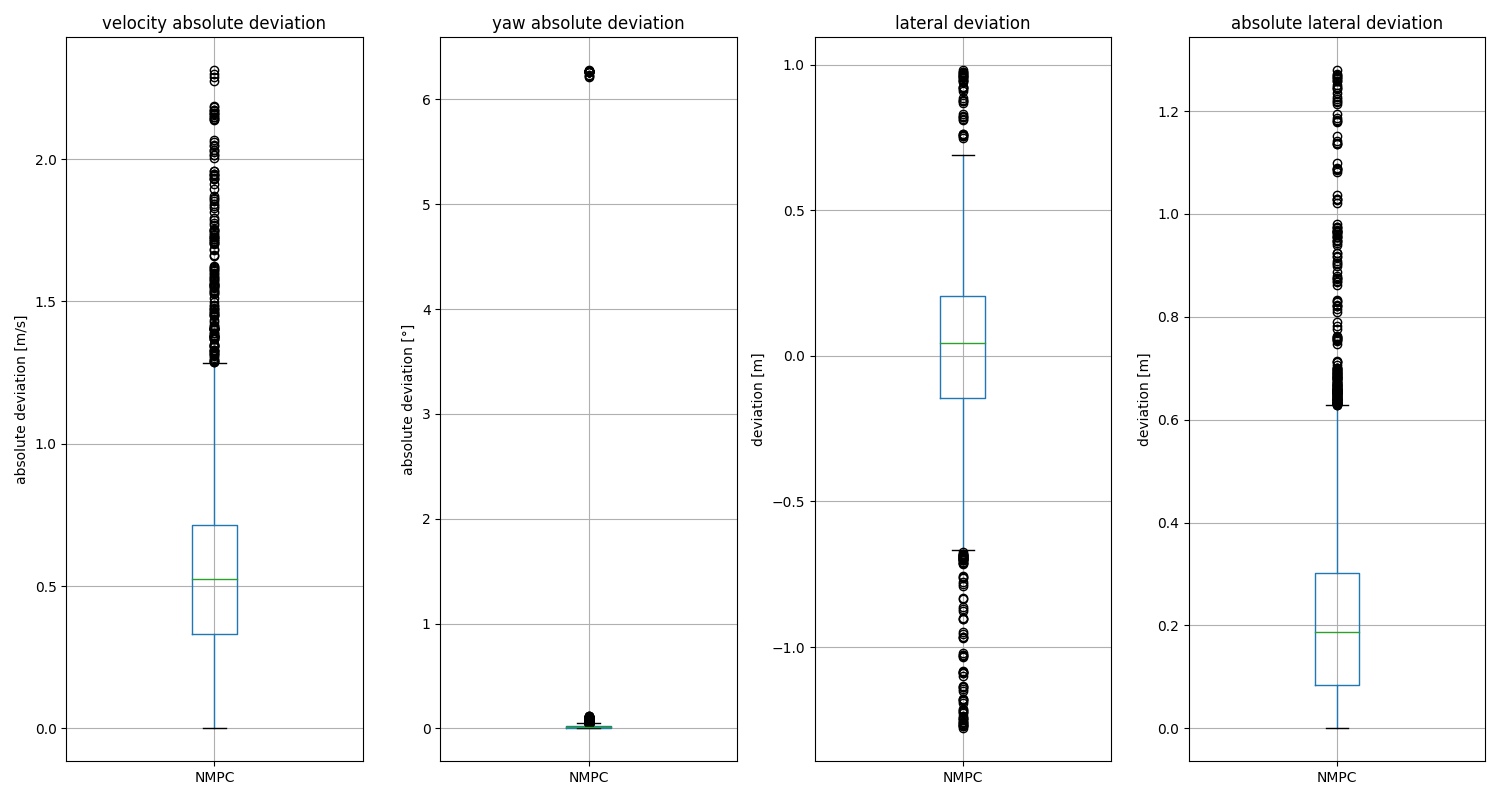 velocity absolute deviation
absolute deviation [m/s]
2.0
1.5
1.0
0.5
0.0
NMPC
yaw absolute deviation
absolute deviation [°]
6
5
4
3
2
1
0
NMPC
lateral deviation
deviation [m]
1.0
0.5
0.0
−0.5
−1.0
NMPC
absolute lateral deviation
deviation [m]
1.2
1.0
0.8
0.6
0.4
0.2
0.0
NMPC